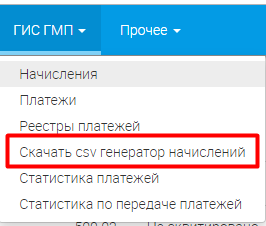 ГИС ГМП Прочее
Начисления
Платежи
Реестры платежей
Скачать csv генератор начислений
Статистика платежей
Статистика по передаче платежей